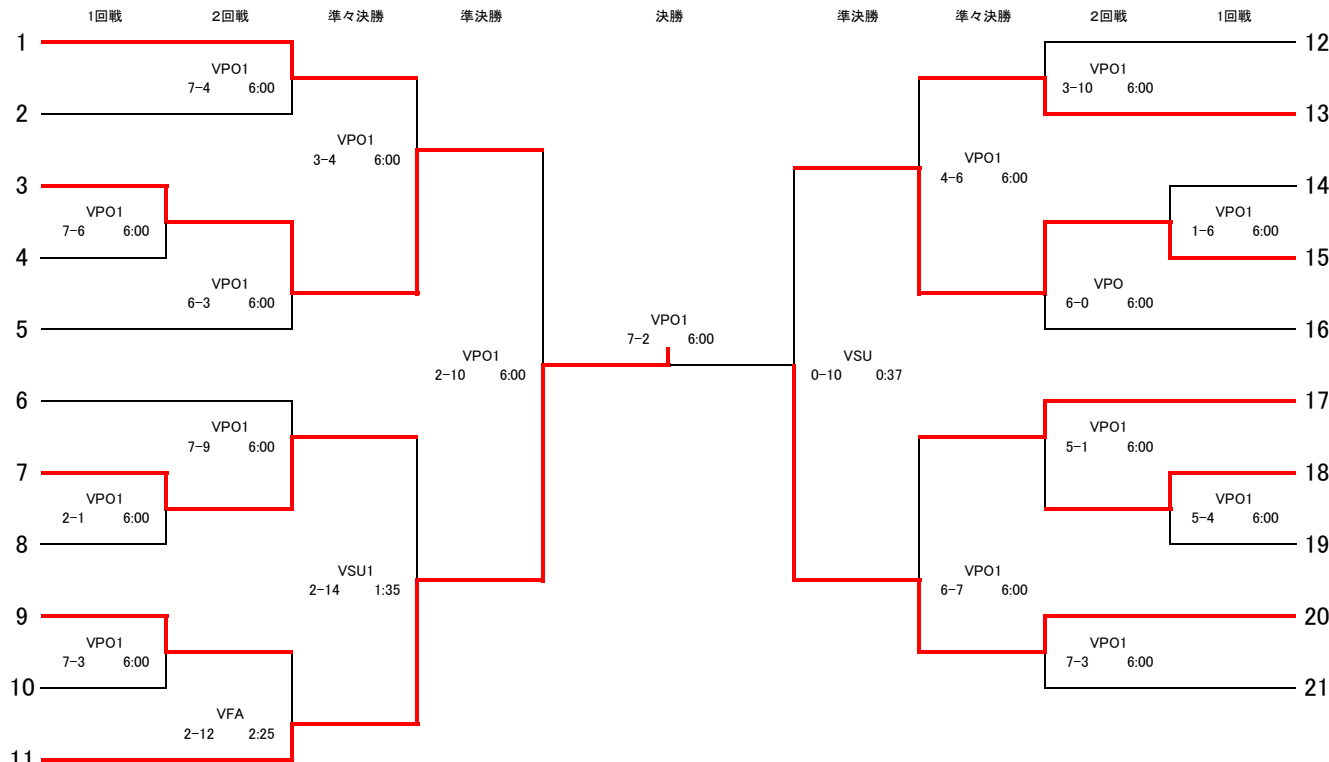 1回戦 2回戦 準々決勝 準決勝 決勝 準決勝 準々決勝 2回戦 1回戦
1 12
VPO1 VPO1
7-4 6:00 3-10 6:00
2 13
VPO1 VPO1
3-4 6:00 4-6 6:00
3 14
VPO1 VPO1
7-6 6:00 1-6 6:00
4 15
VPO1 VPO
6-3 6:00 6-0 6:00
5 16
VPO1
7-2 6:00
VPO1 VSU
2-10 6:00 0-10 0:37
6 17
VPO1 VPO1
7-9 6:00 5-1 6:00
7 18
VPO1 VPO1
2-1 6:00 5-4 6:00
8 19
VSU1 VPO1
2-14 1:35 6-7 6:00
9 20
VPO1 VPO1
7-3 6:00 7-3 6:00
10 21
VFA
2-12 2:25
11